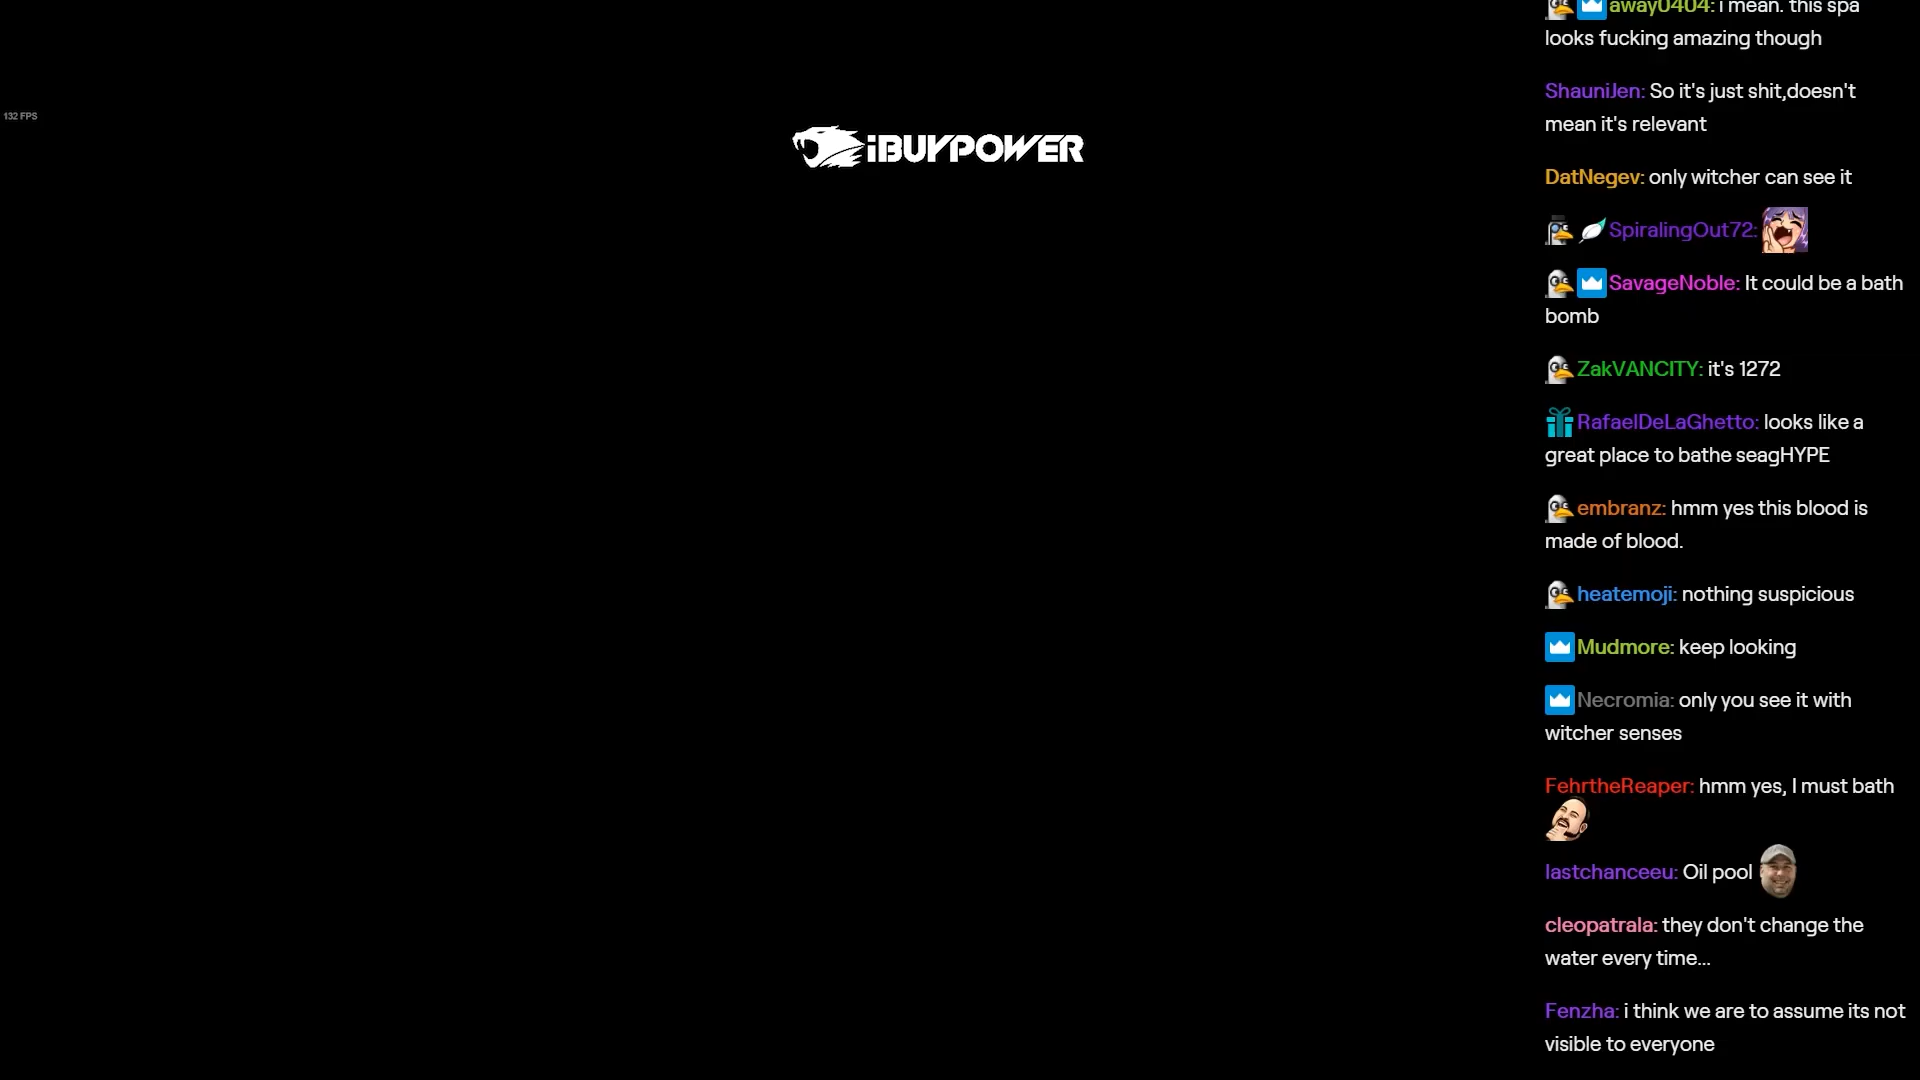 132 FPS
iBUYPOWER
away0404: i mean. this spa
looks fucking amazing though
ShauniJen: So it's just shit,doesn't
mean it's relevant
DatNegev: only witcher can see it
SpiralingOut72:
SavageNoble: It could be a bath
bomb
ZakVANCITY: it's 1272
RafaelDeLaGhetto: looks like a
great place to bathe seagHYPE
embranz: hmm yes this blood is
made of blood.
heatemoji: nothing suspicious
Mudmore: keep looking
Necromia: only you see it with
witcher senses
FehrtheReaper: hmm yes, I must bath
lastchanceeu: Oil pool
cleopatrala: they don't change the
water every time...
Fenzha: i think we are to assume its not
visible to everyone